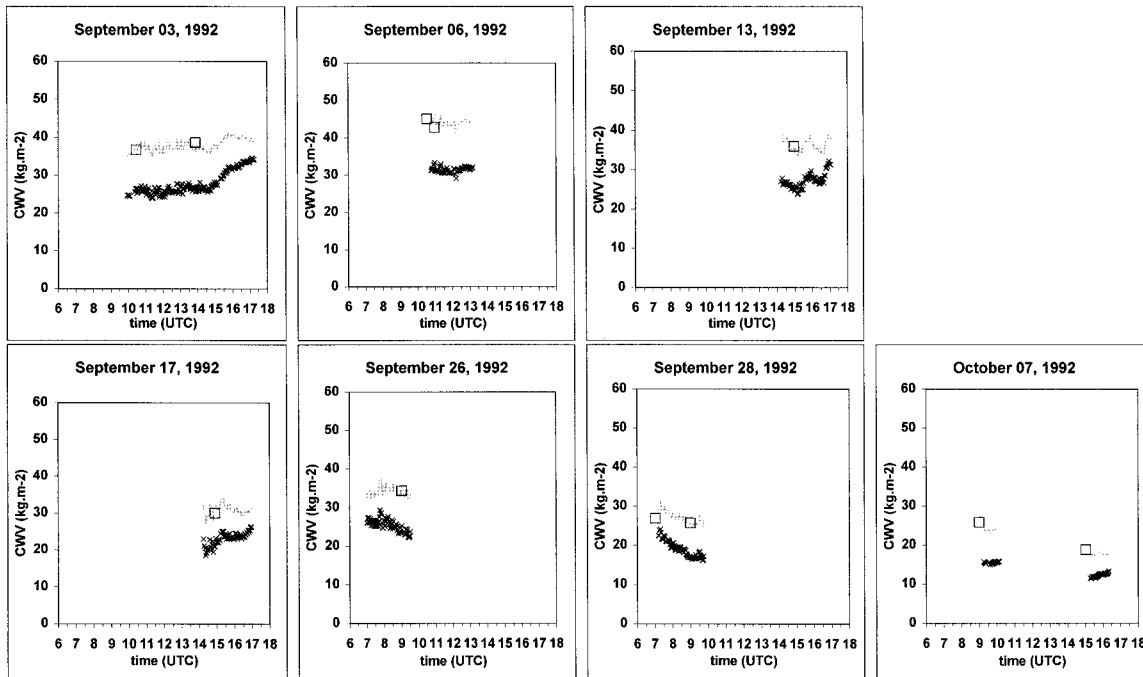 September 03, 1992
60
50
40
30
20
10
0
CWV (kg.m-2)
6 7 8 9 10 11 12 13 14 15 16 17 18
time (UTC)
September 06, 1992
60
50
40
30
20
10
0
CWV (kg.m-2)
6 7 8 9 10 11 12 13 14 15 16 17 18
time (UTC)
September 13, 1992
60
50
40
30
20
10
0
CWV (kg.m-2)
6 7 8 9 10 11 12 13 14 15 16 17 18
time (UTC)
September 17, 1992
60
50
40
30
20
10
0
CWV (kg.m-2)
6 7 8 9 10 11 12 13 14 15 16 17 18
time (UTC)
September 26, 1992
60
50
40
30
20
10
0
CWV (kg.m-2)
6 7 8 9 10 11 12 13 14 15 16 17 18
time (UTC)
September 28, 1992
60
50
40
30
20
10
0
CWV (kg.m-2)
6 7 8 9 10 11 12 13 14 15 16 17 18
time (UTC)
October 07, 1992
60
50
40
30
20
10
0
CWV (kg.m-2)
6 7 8 9 10 11 12 13 14 15 16 17 18
time (UTC)